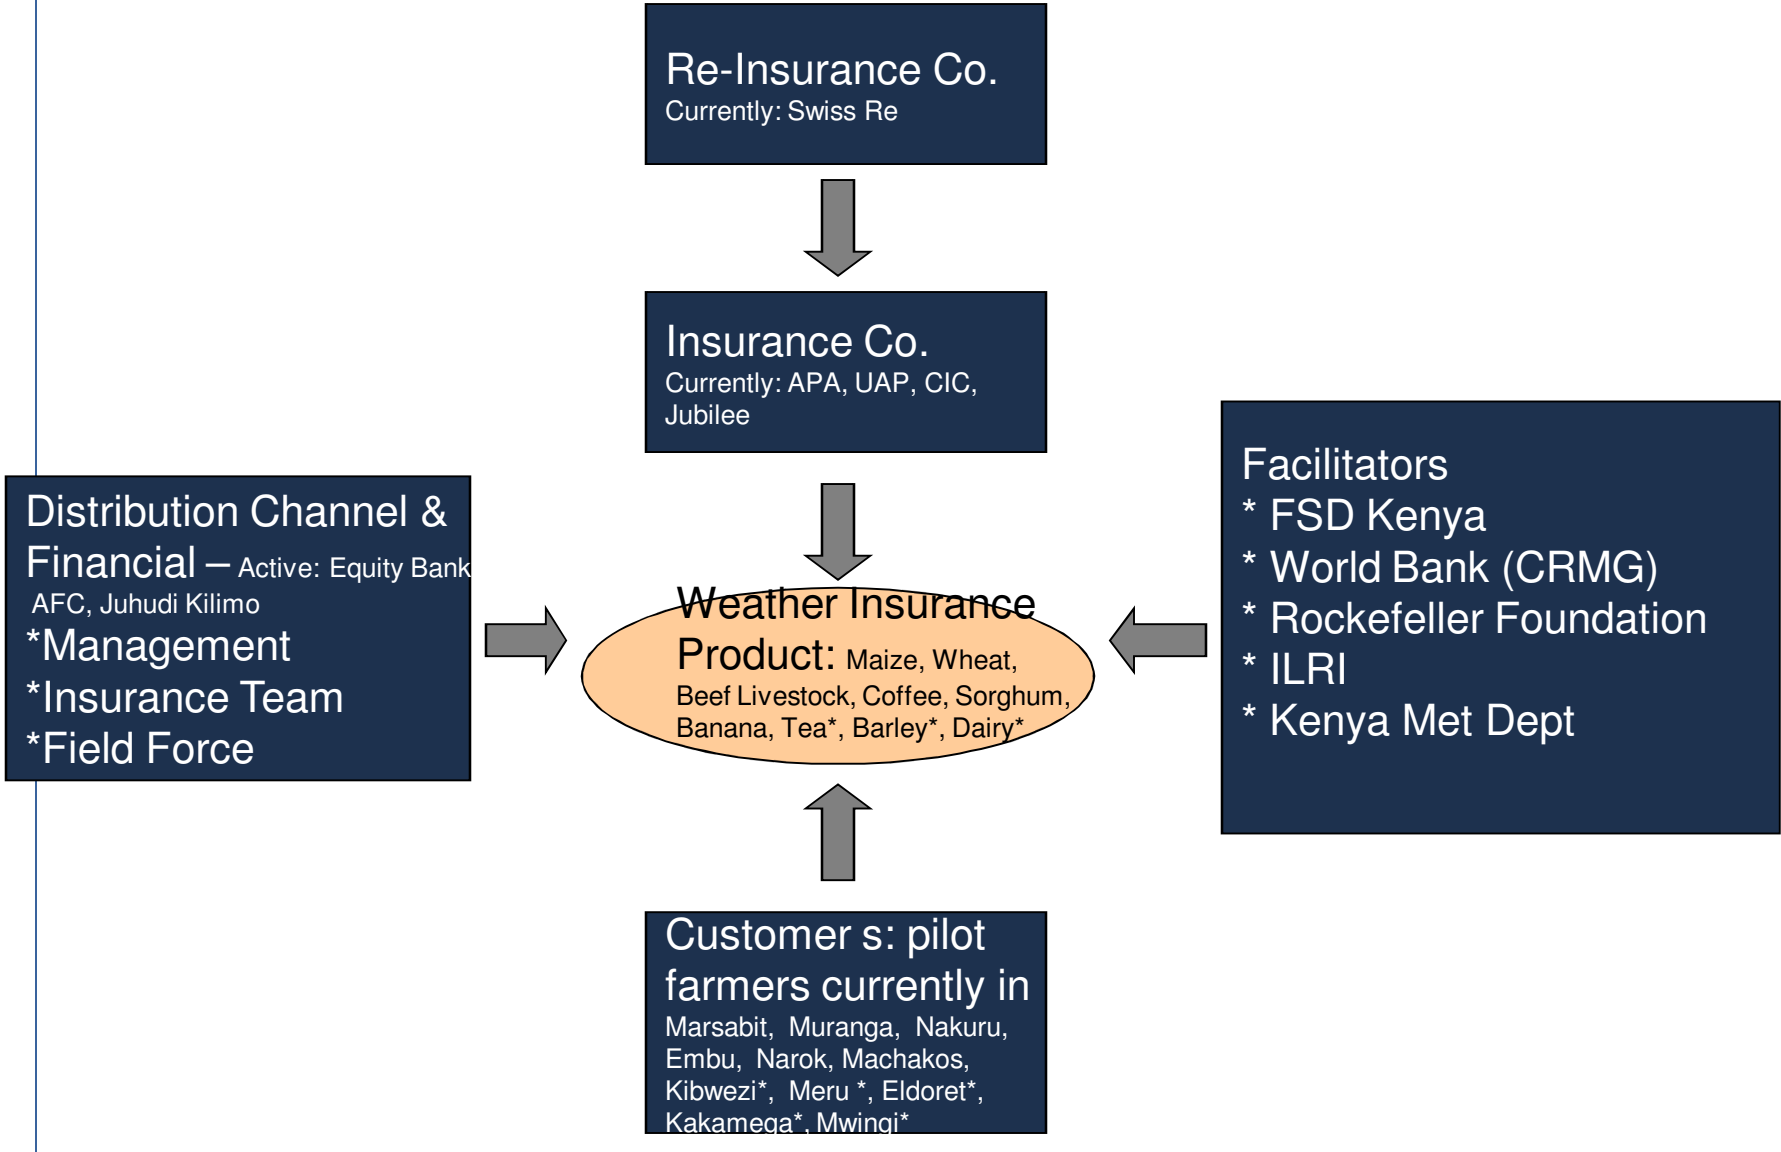 Re-Insurance Co.
Currently: Swiss Re
Insurance Co.
Currently: APA, UAP, CIC,
Jubilee
Distribution Channel &
Financial – Active: Equity Bank
AFC, Juhudi Kilimo
*Management
*Insurance Team
*Field Force
Weather Insurance
Product: Maize, Wheat,
Beef Livestock, Coffee, Sorghum,
Banana, Tea*, Barley*, Dairy*
Facilitators
* FSD Kenya
* World Bank (CRMG)
* Rockefeller Foundation
* ILRI
* Kenya Met Dept
Customer s: pilot
farmers currently in
Marsabit,  Muranga,  Nakuru,
Embu,  Narok, Machakos,
Kibwezi*,  Meru *, Eldoret*,
Kakamega*, Mwingi*